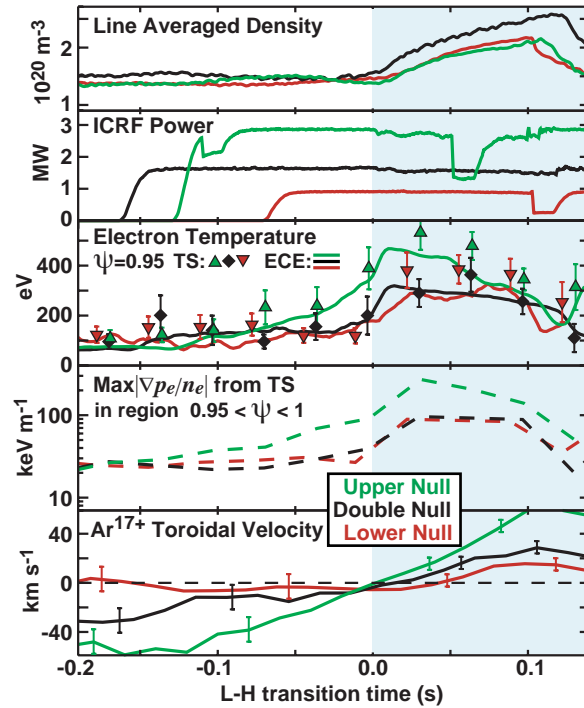 Line Averaged Density
10²⁰ m⁻³
2
1
ICRF Power
MW
3
2
1
0
Electron Temperature
ψ=0.95 TS: ECE:
eV
400
200
0
Max|∇pₑ/nₑ| from TS
in region 0.95 < ψ < 1
keV m⁻¹
100
10
Upper Null
Double Null
Lower Null
Ar¹⁷⁺ Toroidal Velocity
km s⁻¹
40
0
-40
-0.2 -0.1 0.0 0.1
L-H transition time (s)